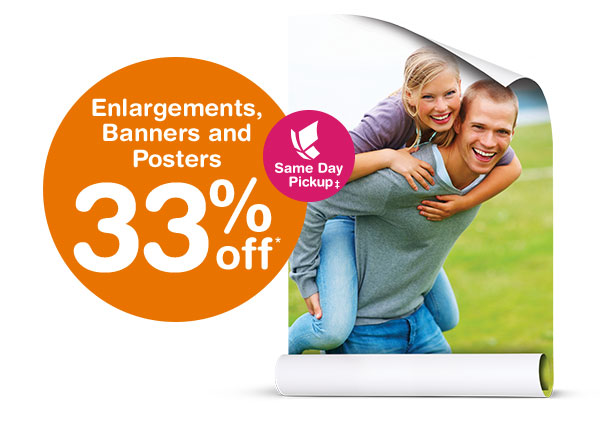 Enlargements,
Banners and
Posters
33% off*
Same Day
Pickup‡